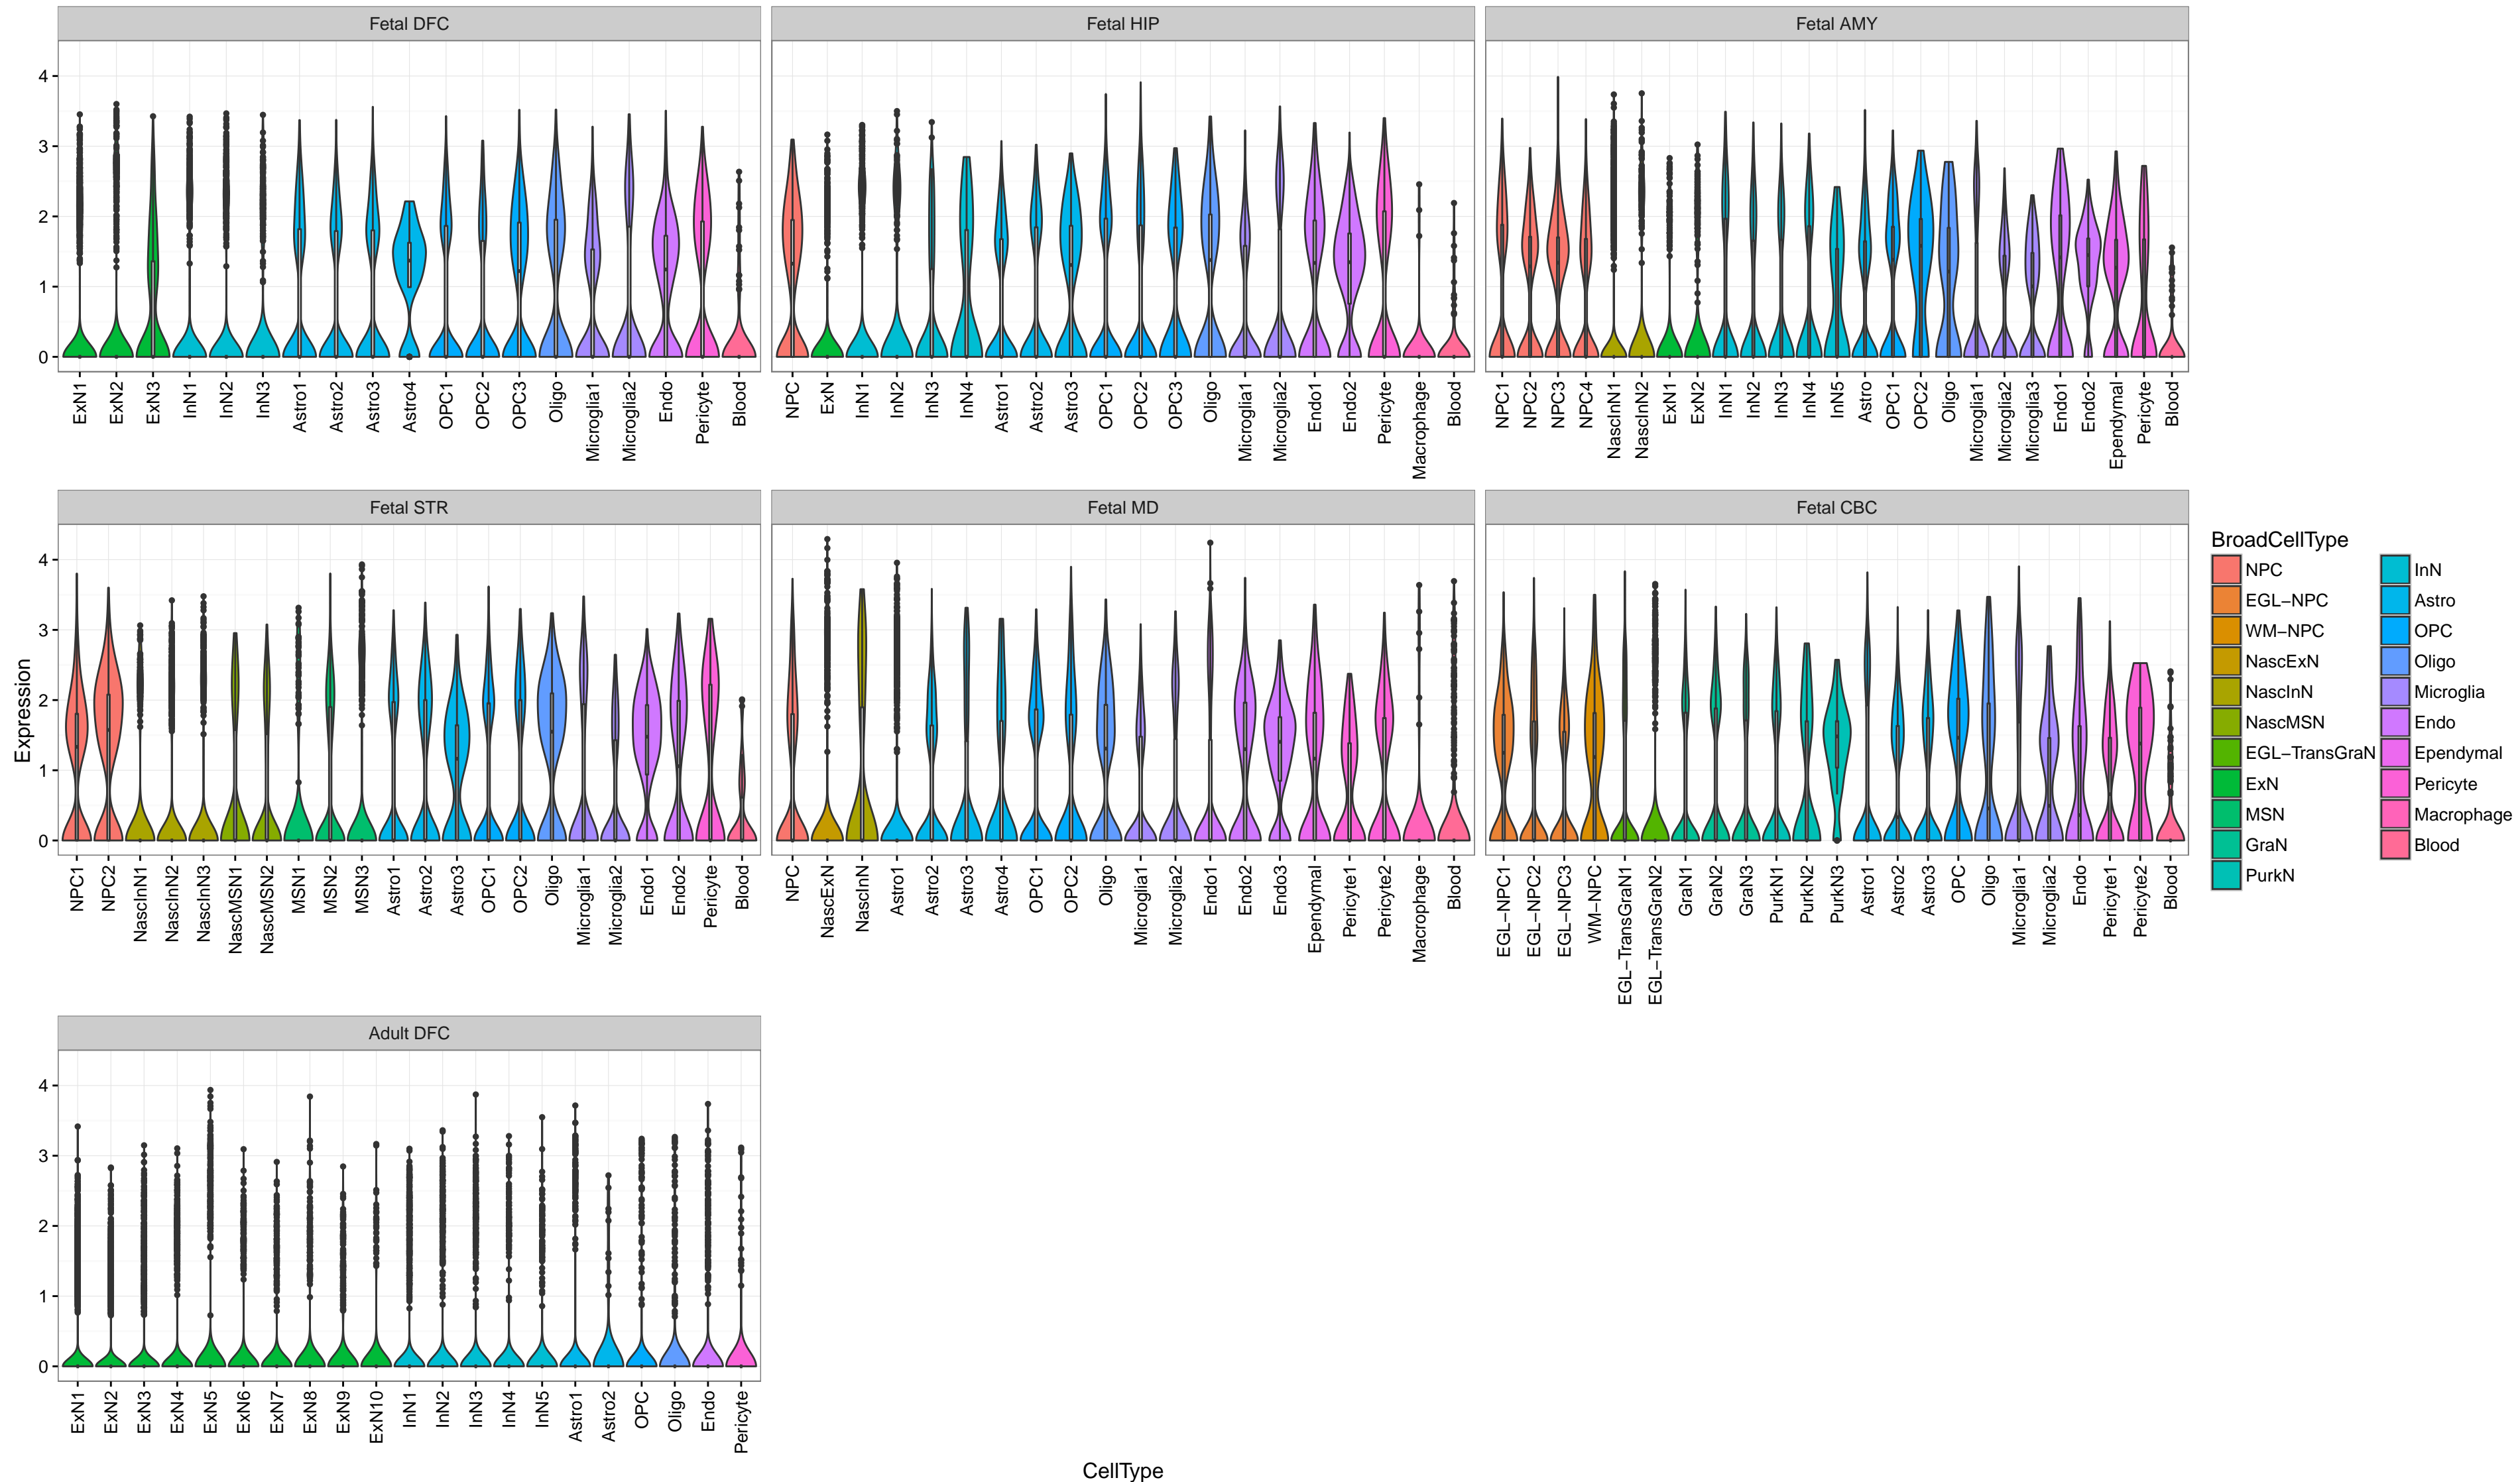 Fetal DFC Fetal HIP Fetal AMY
4
3
2
1
0
ExN1 ExN2 ExN3 InN1 InN2 InN3 Astro1 Astro2 Astro3 Astro4 OPC1 OPC2 OPC3 Oligo Microglia1 Microglia2 Endo Pericyte Blood
NPC ExN InN1 InN2 InN3 InN4 Astro1 Astro2 Astro3 OPC1 OPC2 OPC3 Oligo Microglia1 Microglia2 Endo1 Endo2 Pericyte Macrophage Blood
NPC1 NPC2 NPC3 NPC4 NascInN1 NascInN2 ExN1 ExN2 InN1 InN2 InN3 InN4 InN5 Astro OPC1 OPC2 Oligo Microglia1 Microglia2 Microglia3 Endo1 Endo2 Ependymal Pericyte Blood
Fetal STR Fetal MD Fetal CBC
Expression
4
3
2
1
0
NPC1 NPC2 NascInN1 NascInN2 NascInN3 NascMSN1 NascMSN2 MSN1 MSN2 MSN3 Astro1 Astro2 Astro3 OPC1 OPC2 Oligo Microglia1 Microglia2 Endo1 Endo2 Pericyte Blood
NPC NascExN NascInN Astro1 Astro2 Astro3 Astro4 OPC1 OPC2 Oligo Microglia1 Microglia2 Endo1 Endo2 Endo3 Ependymal Pericyte1 Pericyte2 Macrophage Blood
EGL−NPC1 EGL−NPC2 EGL−NPC3 WM−NPC EGL−TransGraN1 EGL−TransGraN2 GraN1 GraN2 GraN3 PurkN1 PurkN2 PurkN3 Astro1 Astro2 Astro3 OPC Oligo Microglia1 Microglia2 Endo Pericyte1 Pericyte2 Blood
BroadCellType
NPC InN
EGL−NPC Astro
WM−NPC OPC
NascExN Oligo
NascInN Microglia
NascMSN Endo
EGL−TransGraN Ependymal
ExN Pericyte
MSN Macrophage
GraN Blood
PurkN
Adult DFC
4
3
2
1
0
ExN1 ExN2 ExN3 ExN4 ExN5 ExN6 ExN7 ExN8 ExN9 ExN10 InN1 InN2 InN3 InN4 InN5 Astro1 Astro2 OPC Oligo Endo Pericyte
CellType